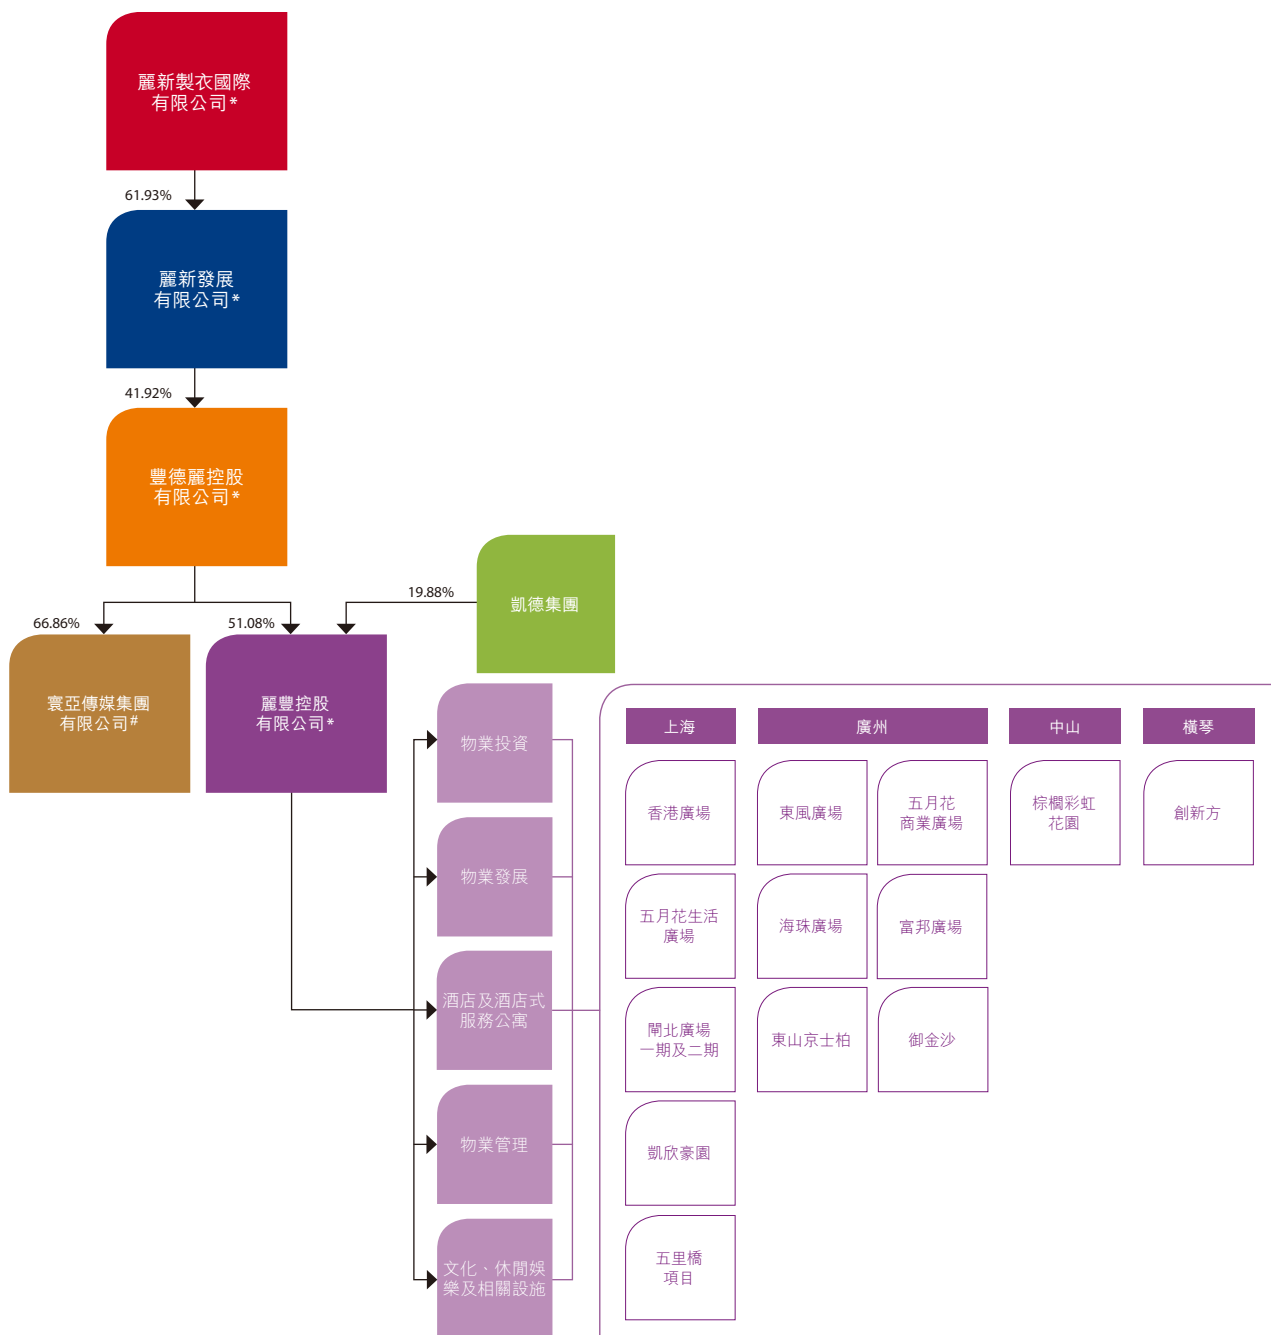 麗新製衣國際
有限公司*
61.93%
麗新發展
有限公司*
41.92%
豐德麗控股
有限公司*
66.86%
51.08%
19.88%
凱德集團
寰亞傳媒集團
有限公司#
麗豐控股
有限公司*
物業投資
物業發展
酒店及酒店式
服務公寓
物業管理
文化、休閒娛
樂及相關設施
上海
香港廣場
五月花生活
廣場
閘北廣場
一期及二期
凱欣豪園
五里橋
項目
廣州
東風廣場
五月花
商業廣場
海珠廣場
富邦廣場
東山京士柏
御金沙
中山
棕櫚彩虹
花園
橫琴
創新方